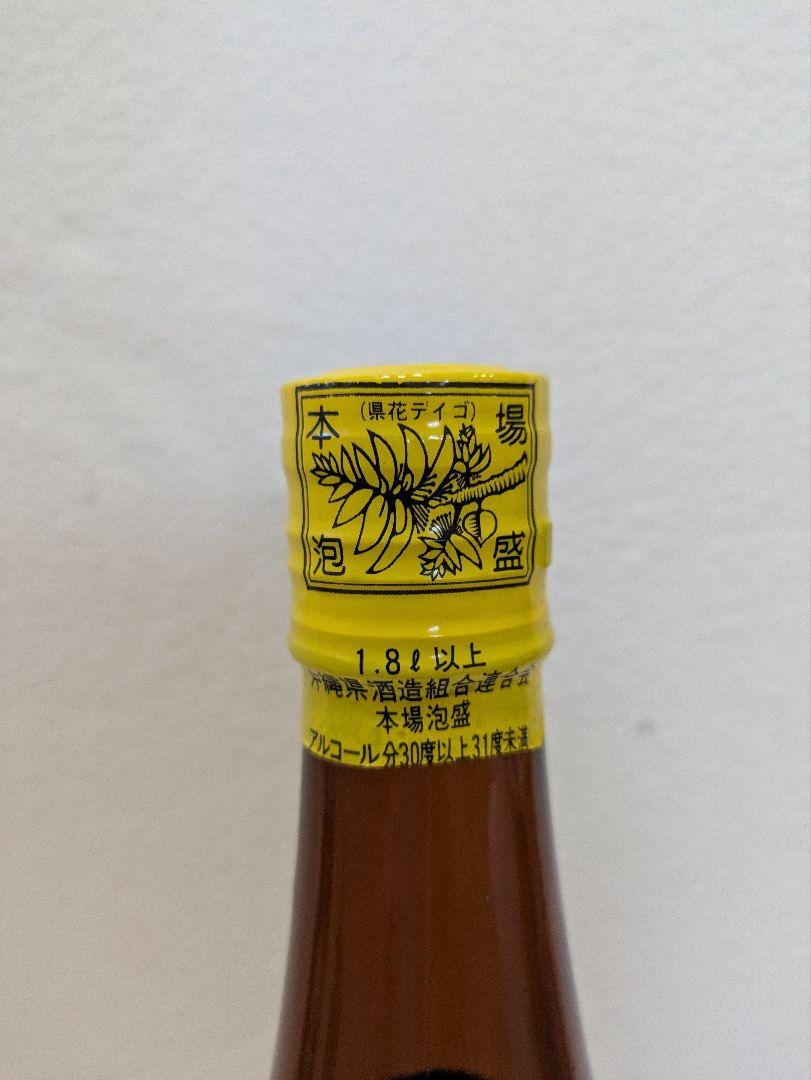 本場
(県花デイゴ)
泡盛
1.8ℓ以上
沖縄県酒造組合連合会
本場泡盛
アルコール分30度以上31度未満